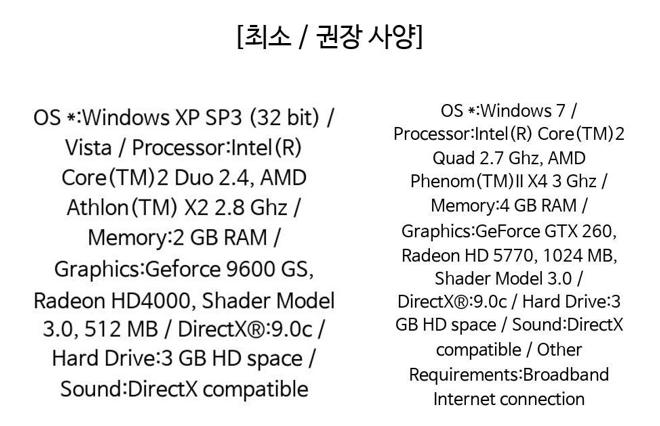 [최소 / 권장 사양]
OS *:Windows XP SP3 (32 bit) /
Vista / Processor:Intel(R)
Core(TM)2 Duo 2.4, AMD
Athlon(TM) X2 2.8 Ghz /
Memory:2 GB RAM /
Graphics:Geforce 9600 GS,
Radeon HD4000, Shader Model
3.0, 512 MB / DirectX®:9.0c /
Hard Drive:3 GB HD space /
Sound:DirectX compatible
OS *:Windows 7 /
Processor:Intel(R) Core(TM)2
Quad 2.7 Ghz, AMD
Phenom(TM)II X4 3 Ghz /
Memory:4 GB RAM /
Graphics:GeForce GTX 260,
Radeon HD 5770, 1024 MB,
Shader Model 3.0 /
DirectX®:9.0c / Hard Drive:3
GB HD space / Sound:DirectX
compatible / Other
Requirements:Broadband
Internet connection